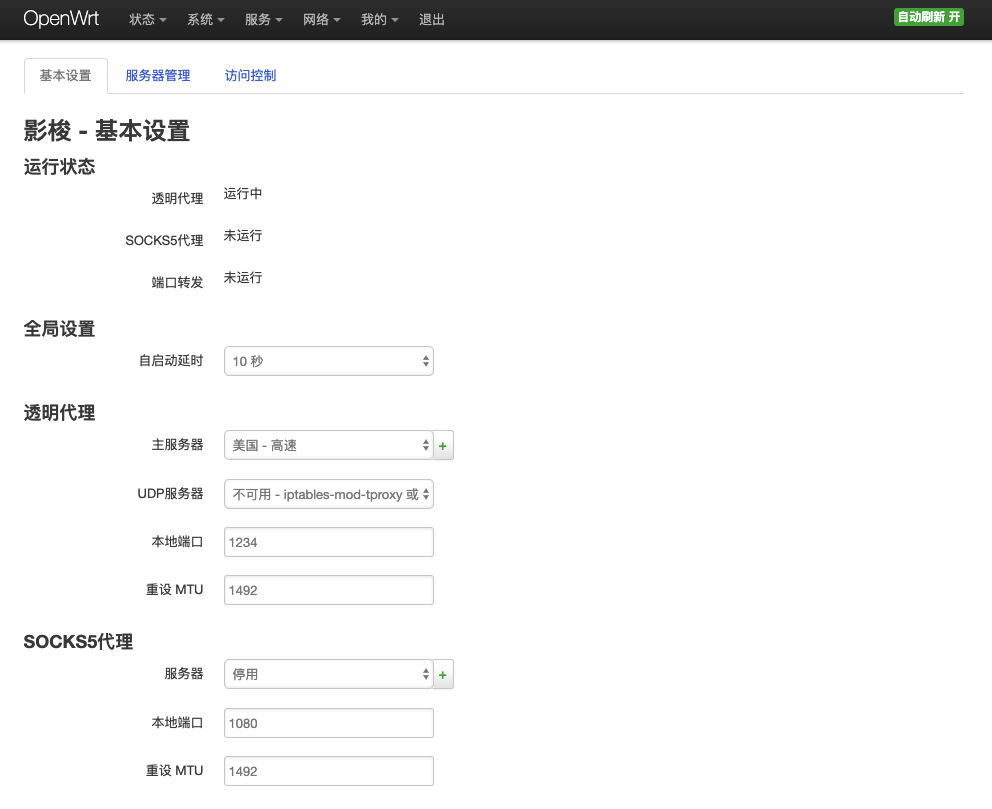 OpenWrt 状态 系统 服务 网络 我的 退出 自动刷新 开
基本设置 服务器管理 访问控制
影梭 - 基本设置
运行状态
透明代理 运行中
SOCKS5代理 未运行
端口转发 未运行
全局设置
自启动延时 10 秒
透明代理
主服务器 美国 - 高速 +
UDP服务器 不可用 - iptables-mod-tproxy 或
本地端口 1234
重设 MTU 1492
SOCKS5代理
服务器 停用 +
本地端口 1080
重设 MTU 1492